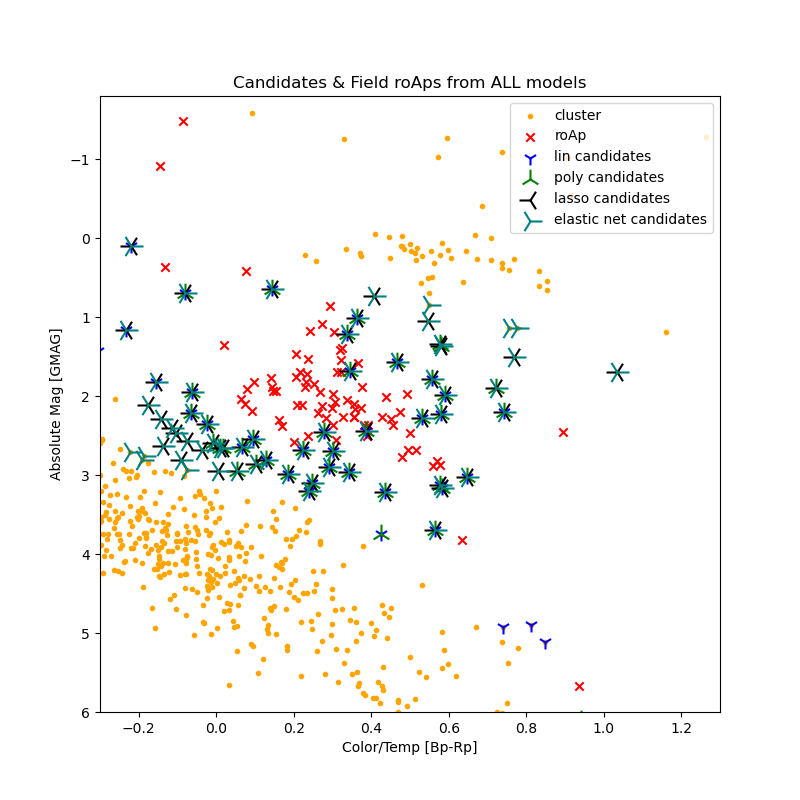 Candidates & Field roAps from ALL models
cluster
roAp
lin candidates
poly candidates
lasso candidates
elastic net candidates
−1
0
1
2
3
4
5
6
Absolute Mag [GMAG]
−0.2 0.0 0.2 0.4 0.6 0.8 1.0 1.2
Color/Temp [Bp-Rp]